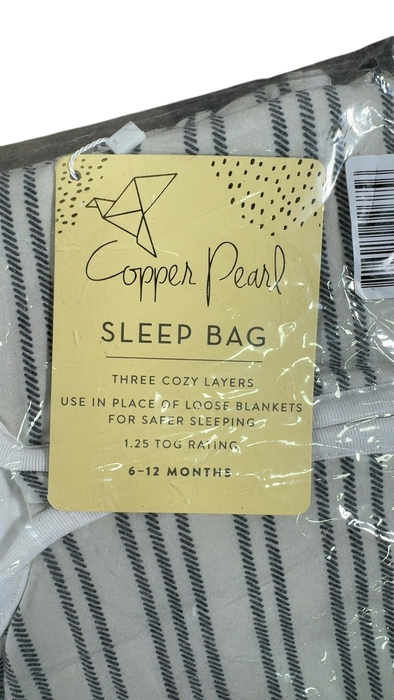 Copper Pearl
SLEEP BAG
THREE COZY LAYERS
USE IN PLACE OF LOOSE BLANKETS
FOR SAFER SLEEPING
1.25 TOG RATING
6-12 MONTHS